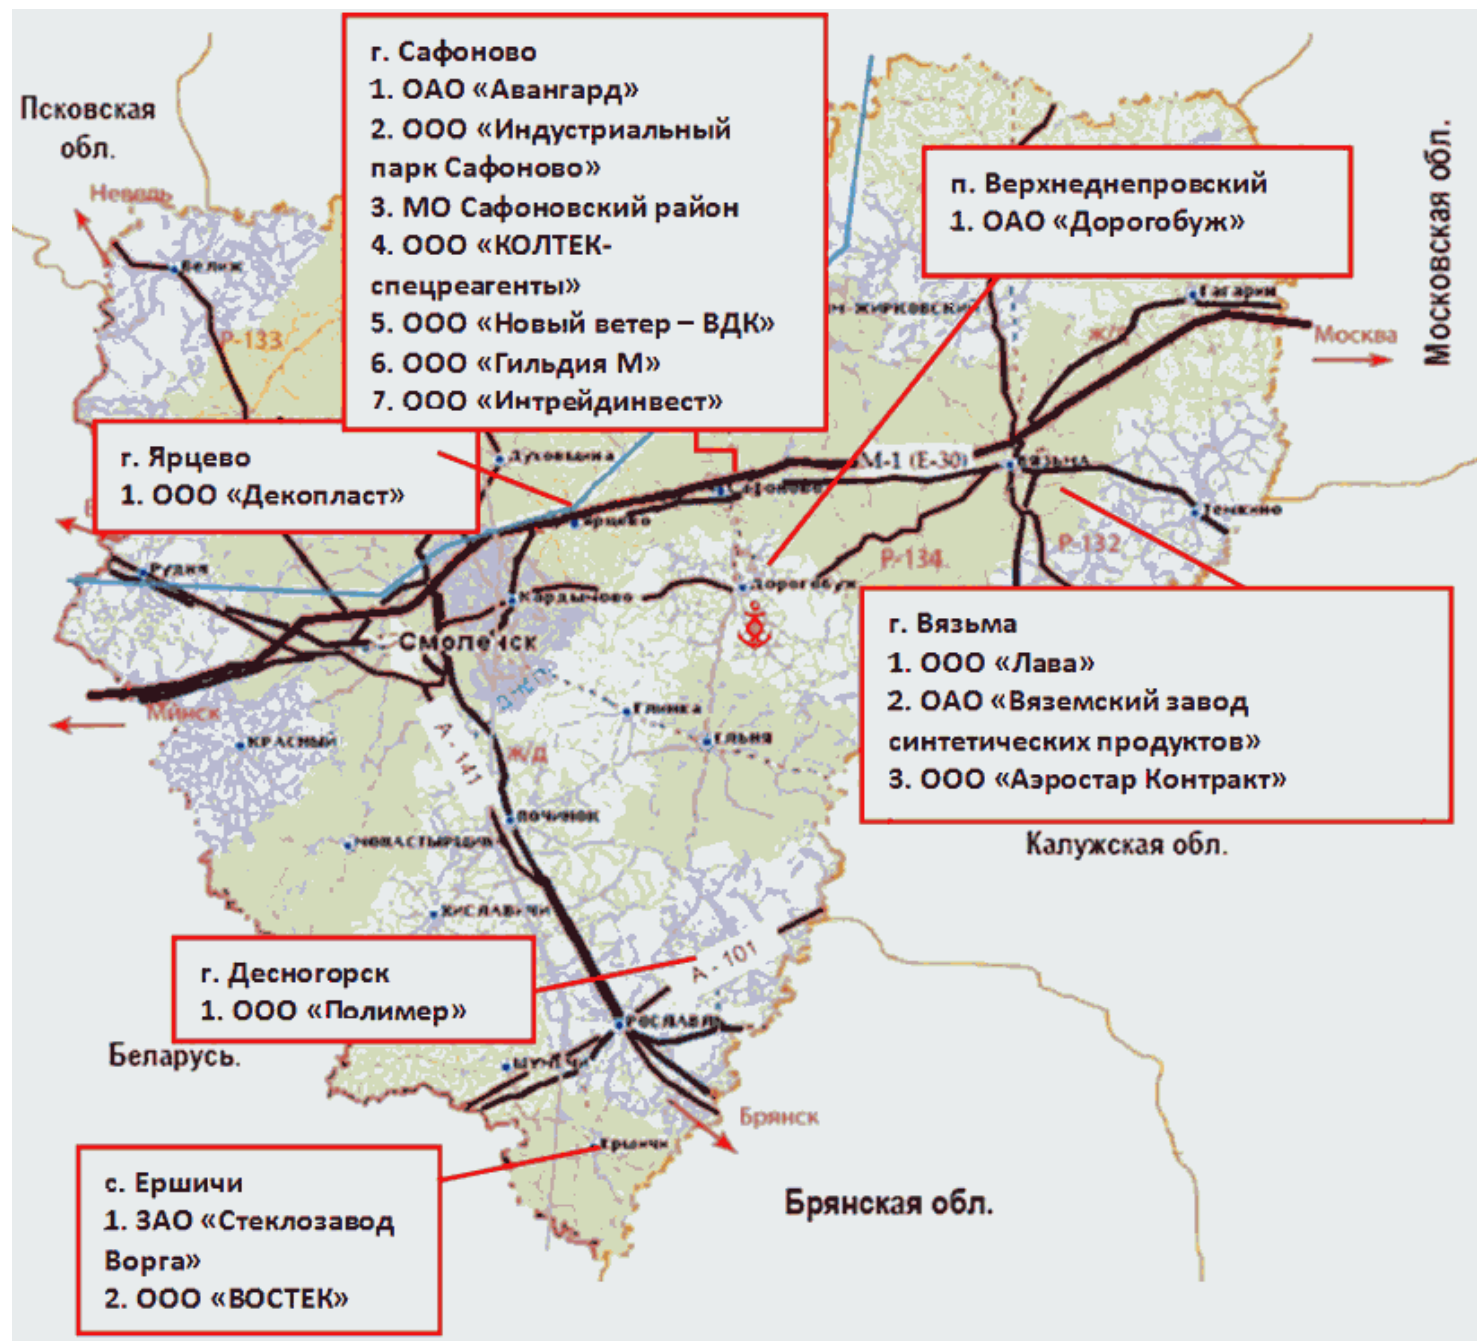 г. Сафоново
1. ОАО «Авангард»
2. ООО «Индустриальный
парк Сафоново»
3. МО Сафоновский район
4. ООО «КОЛТЕК-
спецреагенты»
5. ООО «Новый ветер – ВДК»
6. ООО «Гильдия М»
7. ООО «Интрейдинвест»
Псковская
обл.
Невель
Велиж
Р-133
п. Верхнеднепровский
1. ОАО «Дорогобуж»
Московская обл.
м-жирковский
Гагарин
Ж/Д
Москва
г. Ярцево
1. ООО «Декопласт»
Духовщина
М-1 (Е-30)
Вязьма
Сафоново
Ярцево
Темкино
Р-134
Р-132
Рудня
Кардымово
Дорогобуж
Смоленск
Минск
Красный
А-141
Ж/Д
Глинка
Ельня
г. Вязьма
1. ООО «Лава»
2. ОАО «Вяземский завод
синтетических продуктов»
3. ООО «Аэростар Контракт»
Починок
Монастырщина
Калужская обл.
Хиславичи
г. Десногорск
1. ООО «Полимер»
А - 101
Рославль
Беларусь.
Шумячи
Брянск
Ершичи
с. Ершичи
1. ЗАО «Стеклозавод
Ворга»
2. ООО «ВОСТЕК»
Брянская обл.